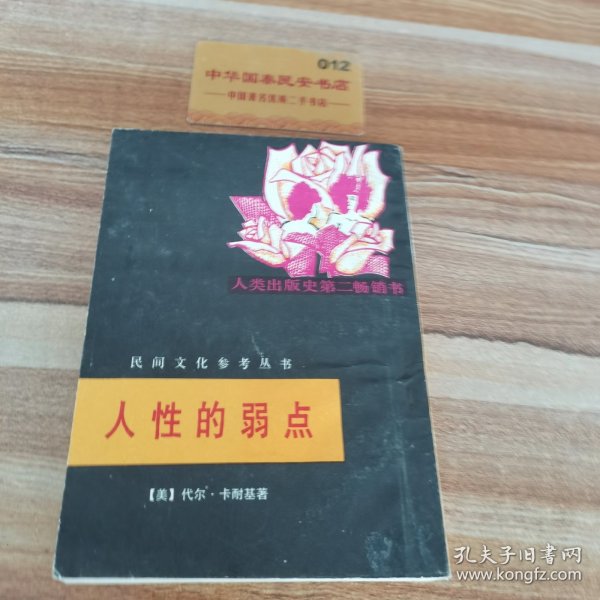 012
中华国泰民安书店
中国著名连锁二手书店
人类出版史第二畅销书
民间文化参考丛书
人性的弱点
【美】代尔·卡耐基著
孔夫子旧书网
www.kongfz.com